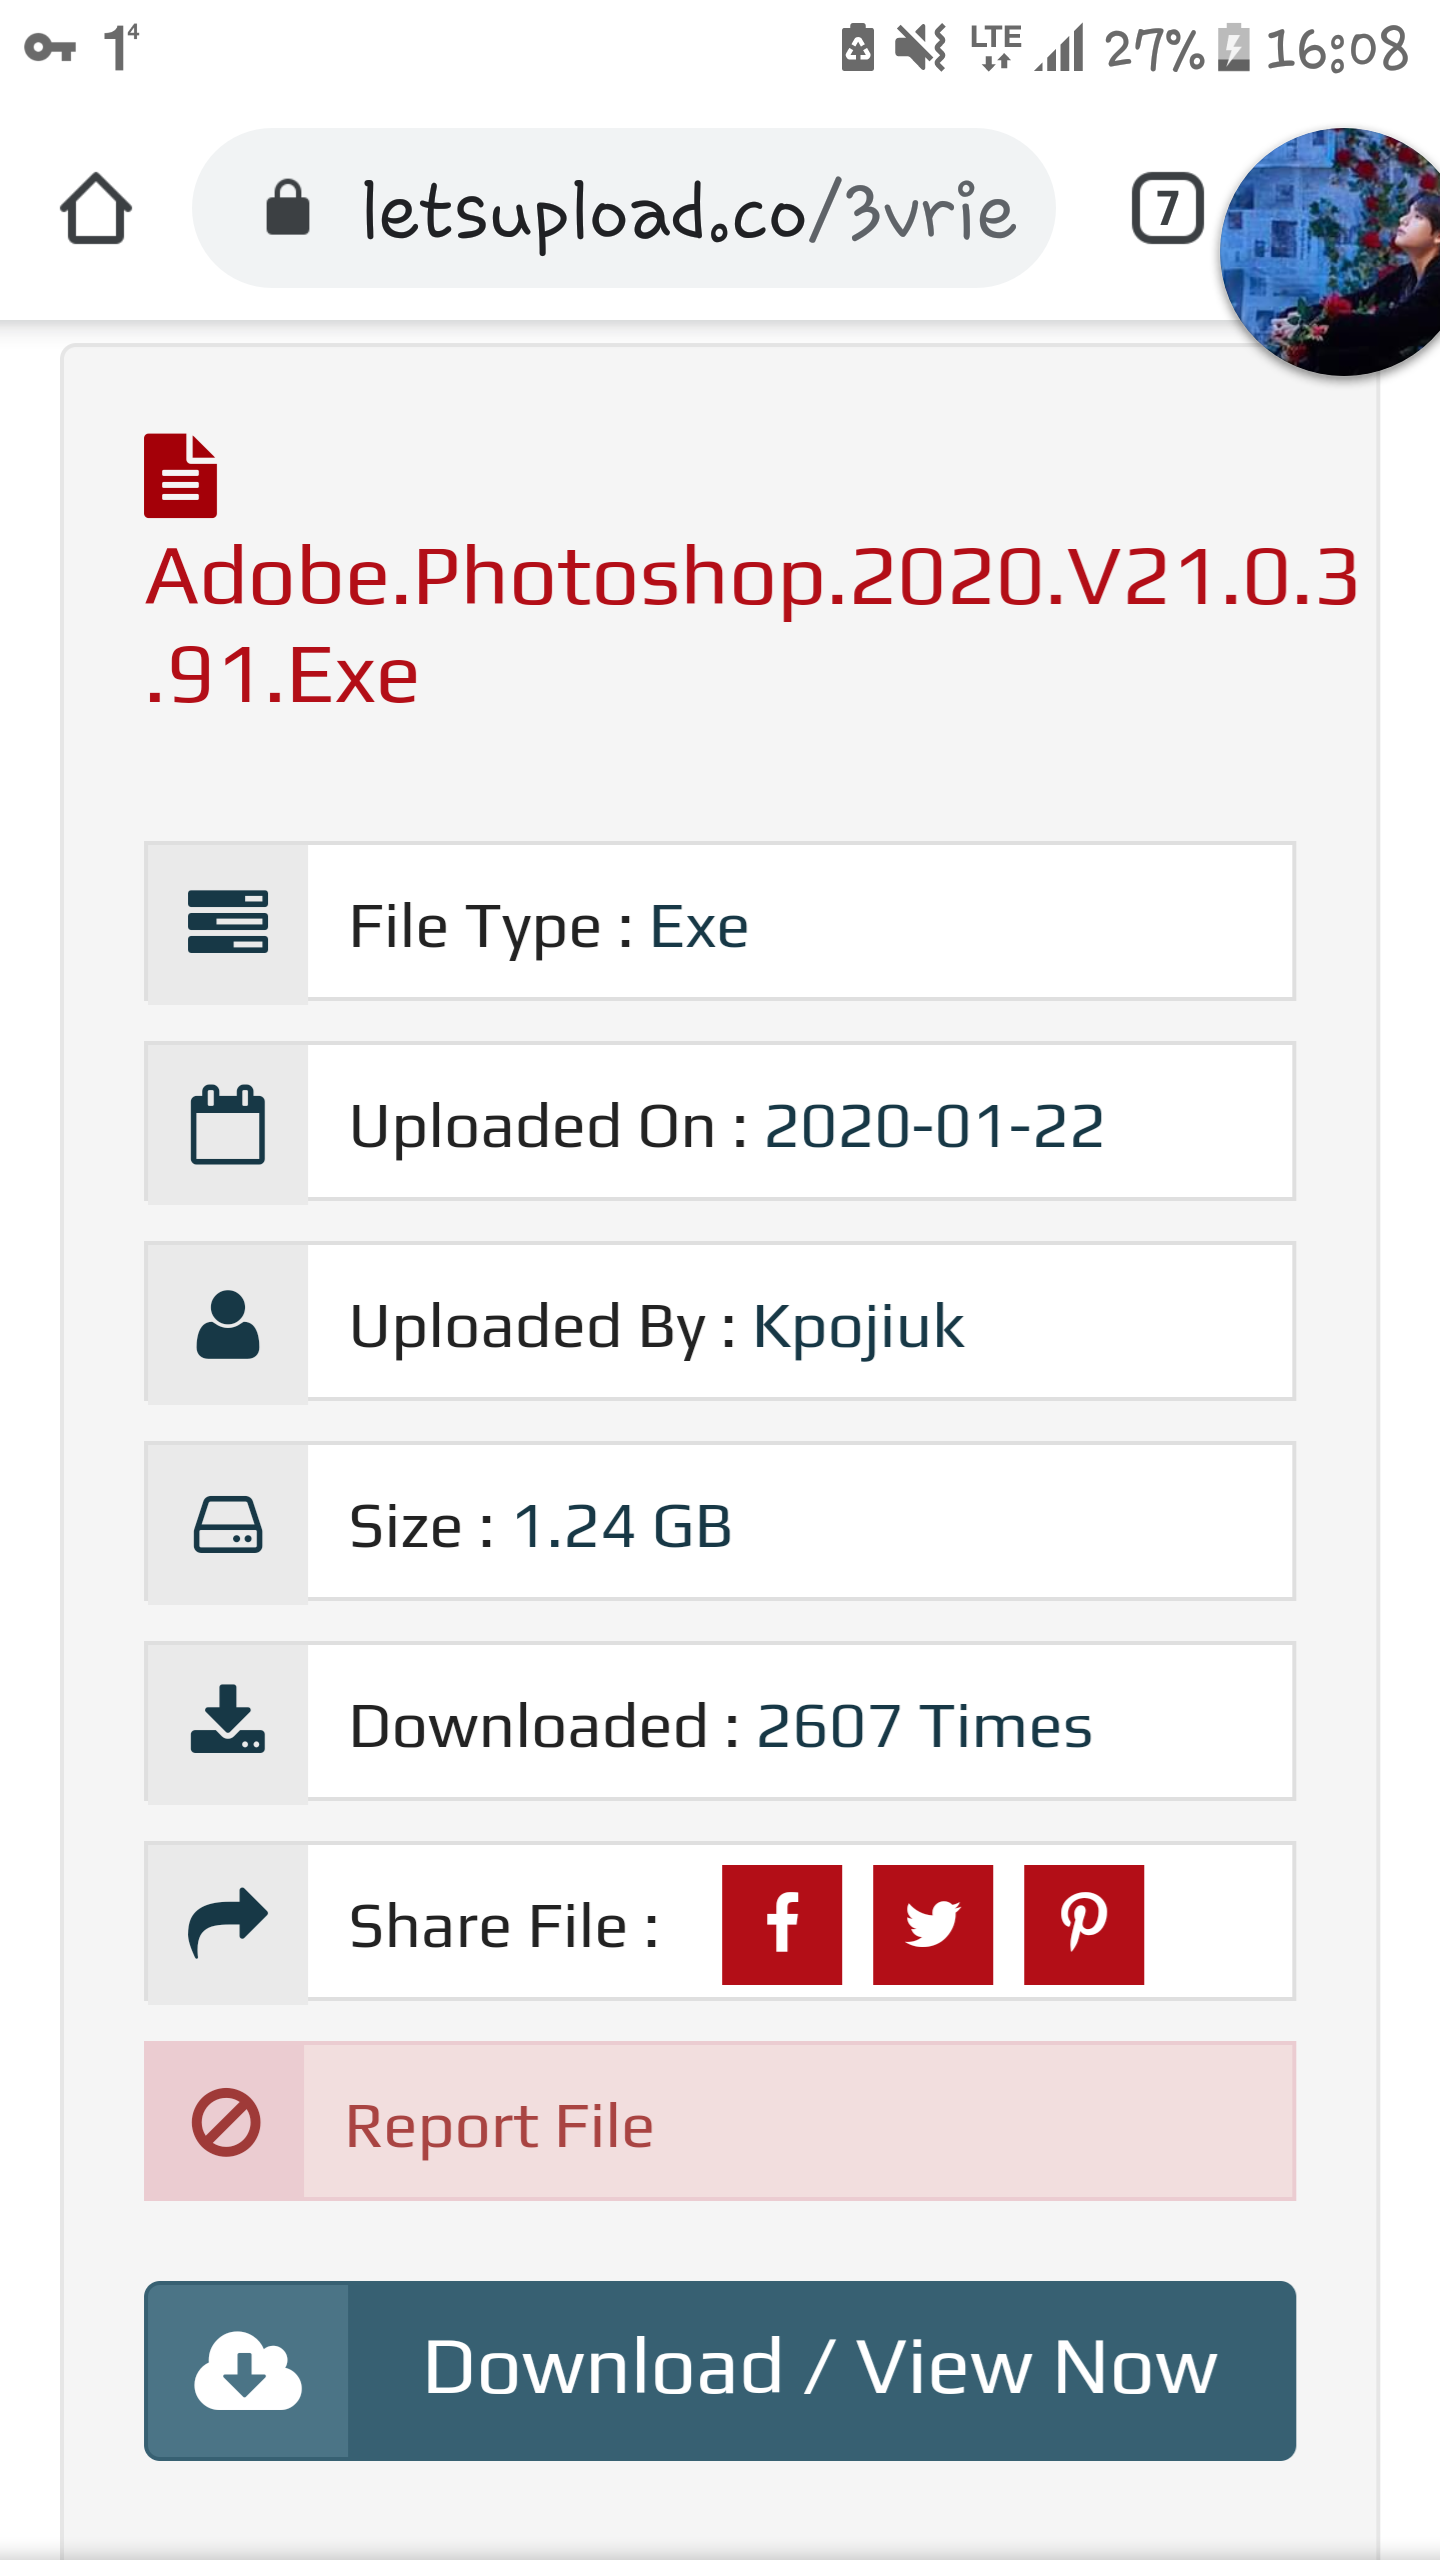 1⁴ LTE 27% 16:08
letsupload.co/3vrie 7
Adobe.Photoshop.2020.V21.0.3
.91.Exe
File Type : Exe
Uploaded On : 2020-01-22
Uploaded By : Kpojiuk
Size : 1.24 GB
Downloaded : 2607 Times
Share File :
Report File
Download / View Now